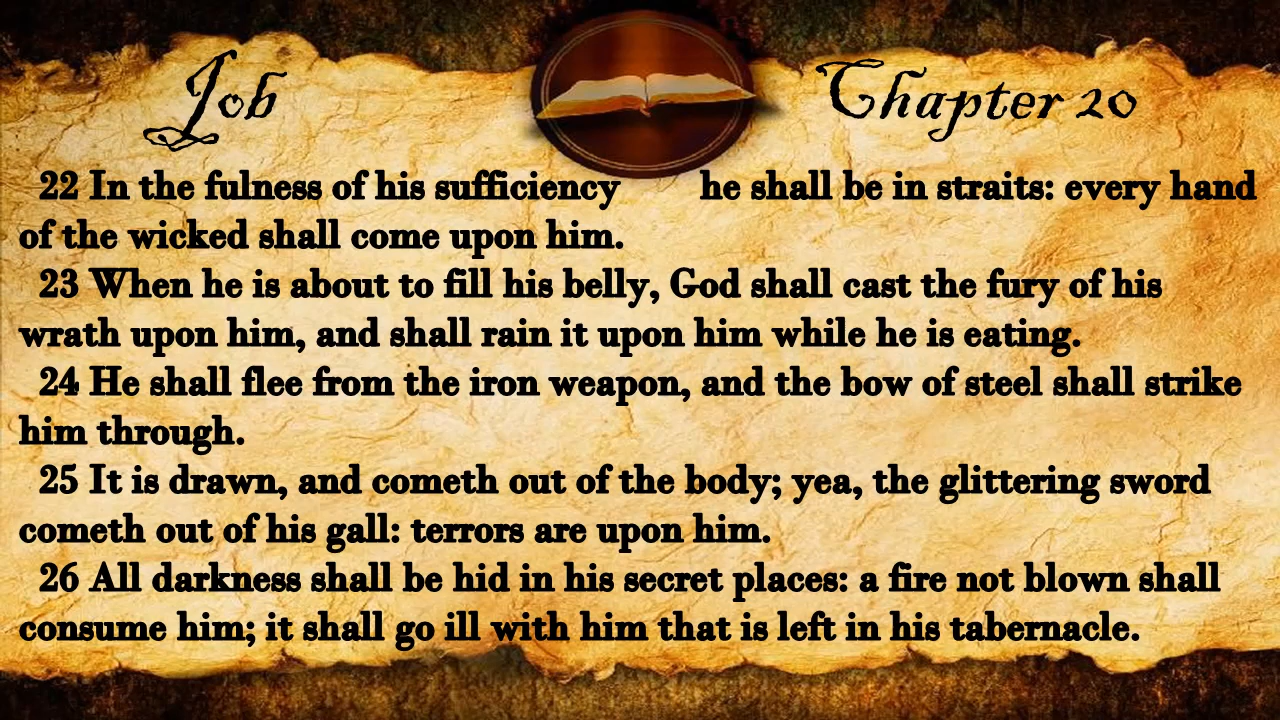 Job Chapter 20
22 In the fulness of his sufficiency he shall be in straits: every hand
of the wicked shall come upon him.
23 When he is about to fill his belly, God shall cast the fury of his
wrath upon him, and shall rain it upon him while he is eating.
24 He shall flee from the iron weapon, and the bow of steel shall strike
him through.
25 It is drawn, and cometh out of the body; yea, the glittering sword
cometh out of his gall: terrors are upon him.
26 All darkness shall be hid in his secret places: a fire not blown shall
consume him; it shall go ill with him that is left in his tabernacle.